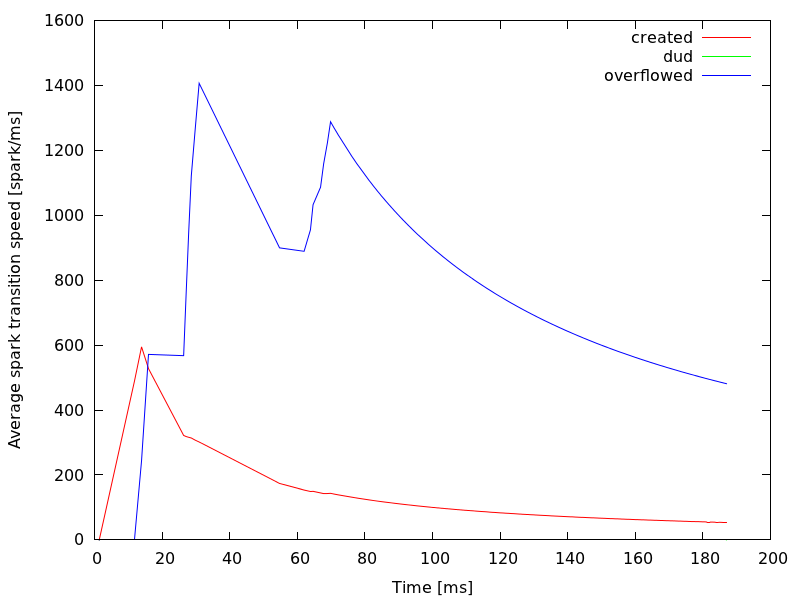 1600
1400
1200
1000
800
600
400
200
0
Average spark transition speed [spark/ms]
created
dud
overflowed
0 20 40 60 80 100 120 140 160 180 200
Time [ms]